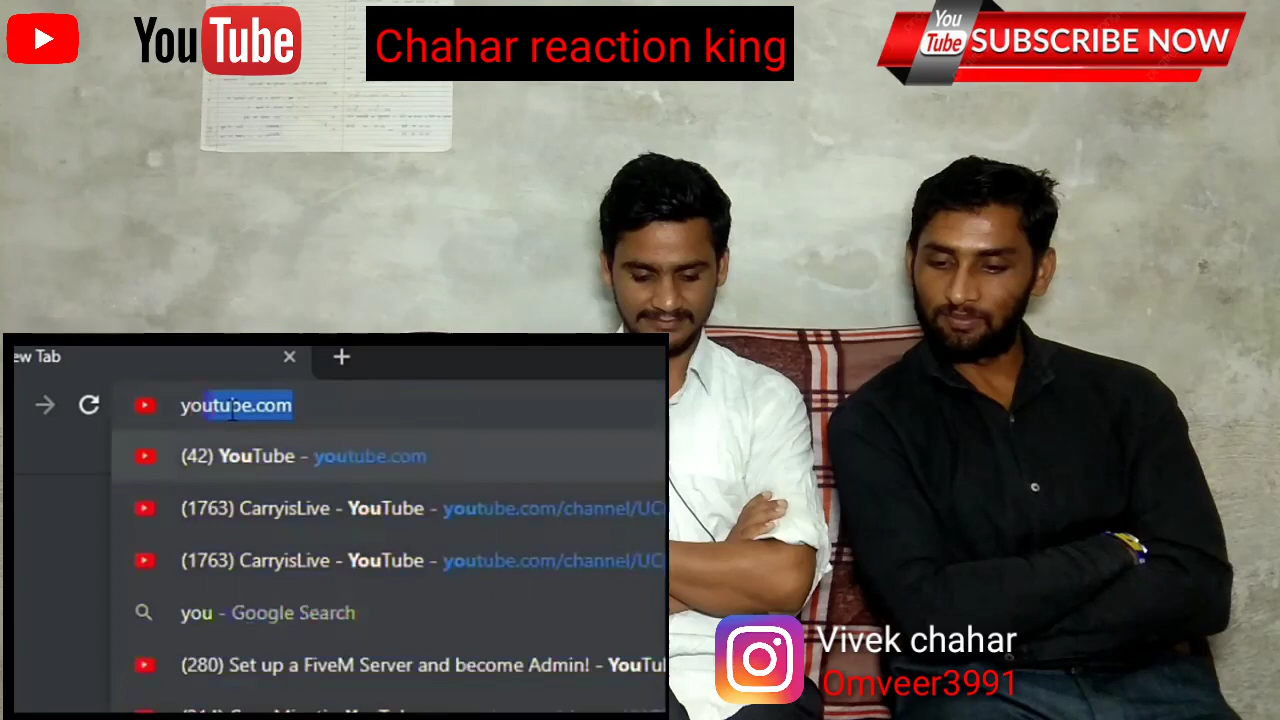 YouTube
Chahar reaction king
You
Tube SUBSCRIBE NOW
ew Tab
youtube.com
(42) YouTube - youtube.com
(1763) CarryisLive - YouTube - youtube.com/channel/UC
(1763) CarryisLive - YouTube - youtube.com/channel/UC
you - Google Search
(280) Set up a FiveM Server and become Admin! - YouTu
Vivek chahar
Omveer3991